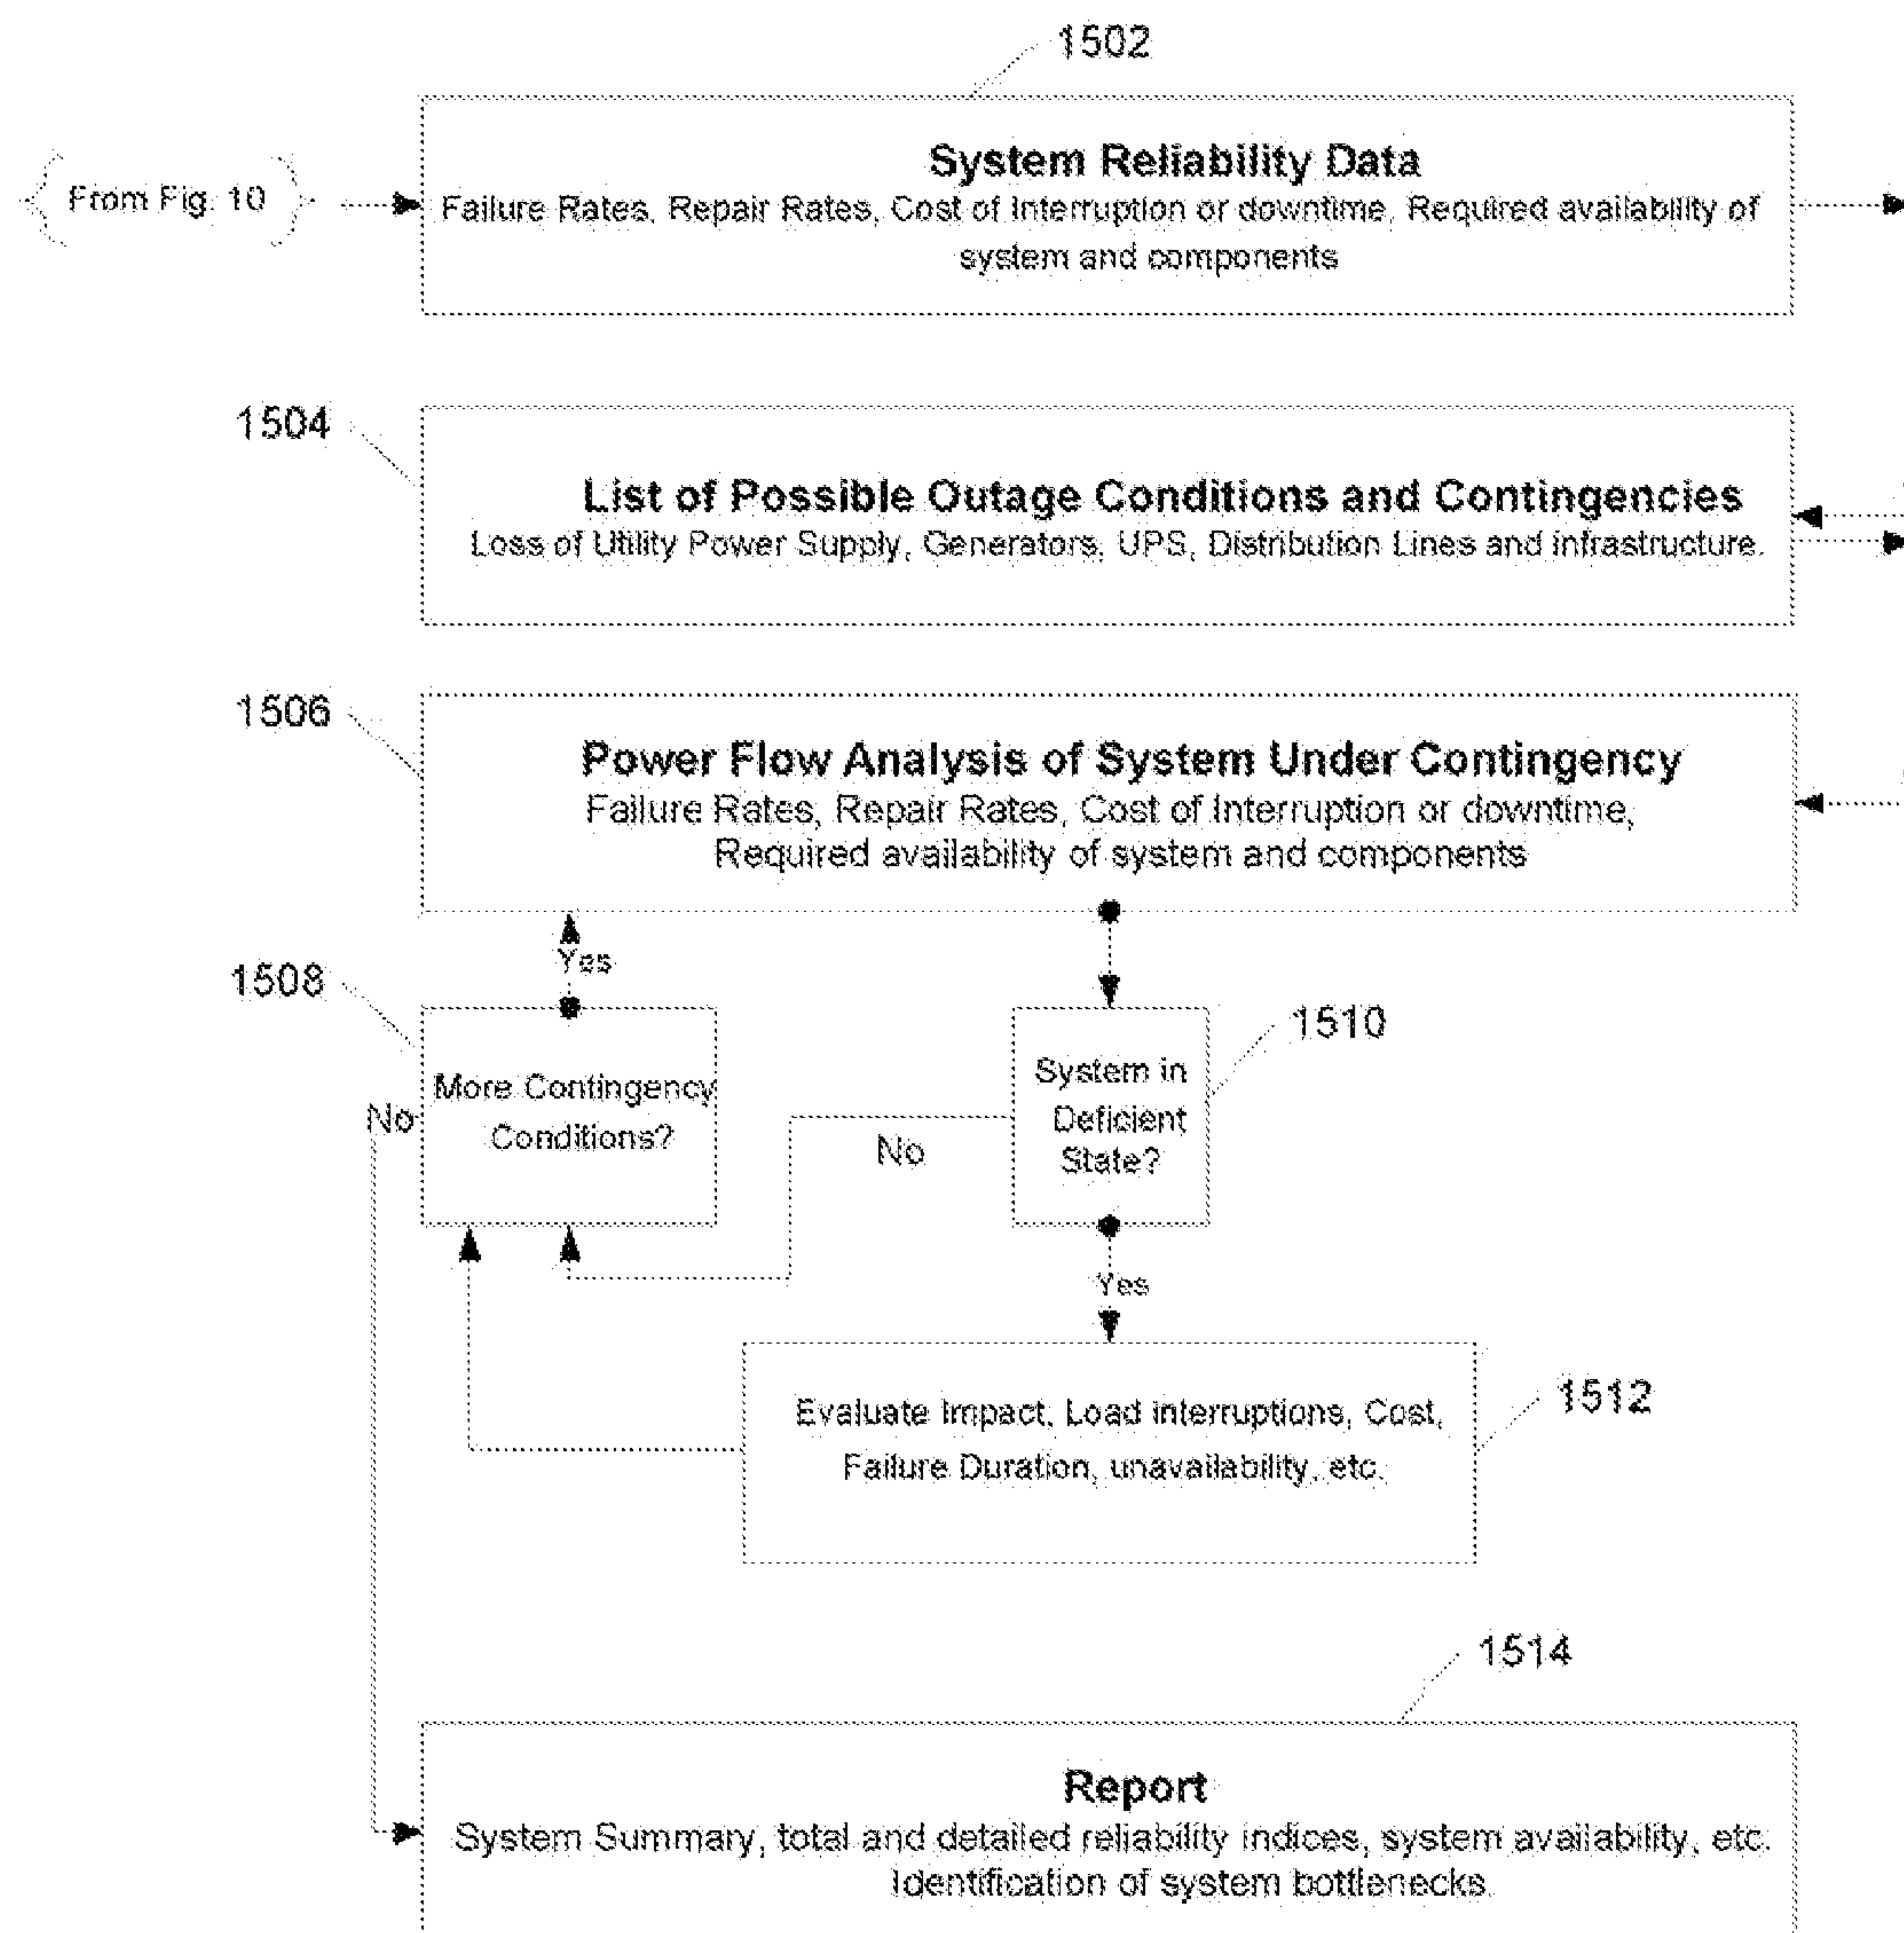 1502
System Reliability Data
From Fig. 10
Failure Rates, Repair Rates, Cost of Interruption or downtime, Required availability of
system and components
1504
List of Possible Outage Conditions and Contingencies
Loss of Utility Power Supply, Generators, UPS, Distribution Lines and infrastructure.
1506
Power Flow Analysis of System Under Contingency
Failure Rates, Repair Rates, Cost of Interruption or downtime,
Required availability of system and components
Yes
1508
More Contingency
Conditions?
No
1510
System in
Deficient
State?
No
Yes
1512
Evaluate Impact, Load interruptions, Cost,
Failure Duration, unavailability, etc.
1514
Report
System Summary, total and detailed reliability indices, system availability, etc.
Identification of system bottlenecks.